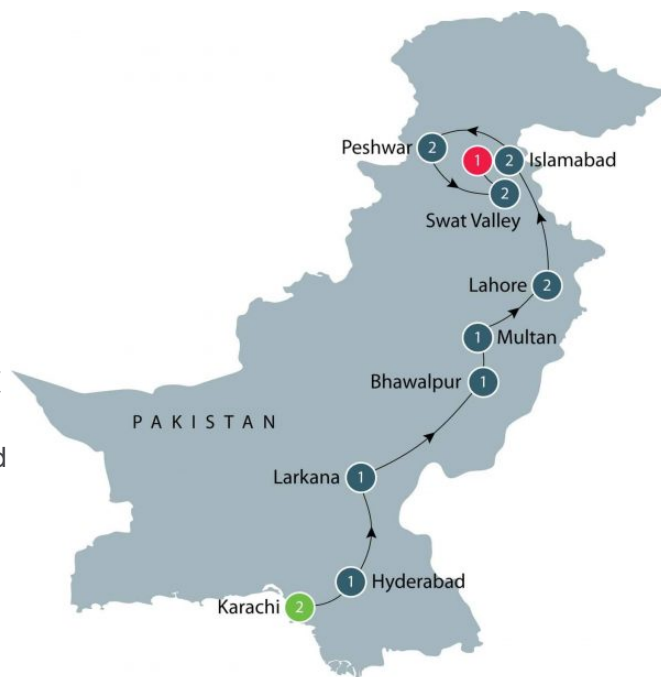 Peshwar 2
1 2 Islamabad
2
Swat Valley
Lahore 2
1 Multan
Bhawalpur 1
PAKISTAN
Larkana 1
1 Hyderabad
Karachi 2